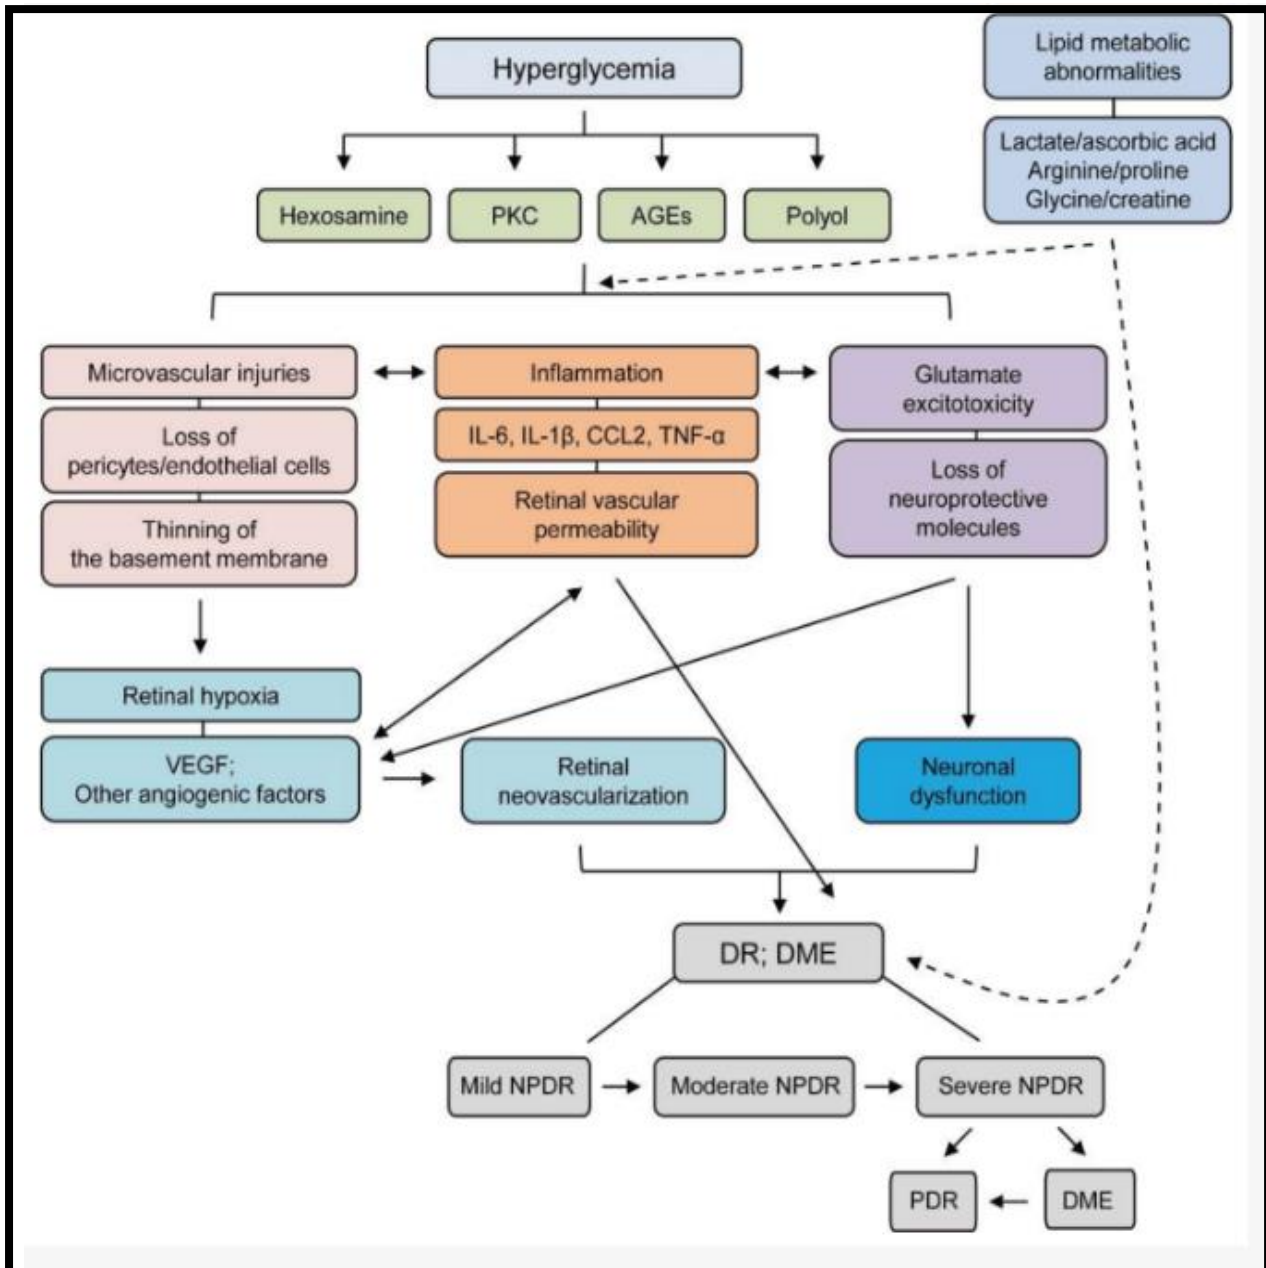 Hyperglycemia
Lipid metabolic
abnormalities
Lactate/ascorbic acid
Arginine/proline
Glycine/creatine
Hexosamine
PKC
AGEs
Polyol
Microvascular injuries
Loss of
pericytes/endothelial cells
Thinning of
the basement membrane
Inflammation
IL-6, IL-1β, CCL2, TNF-α
Retinal vascular
permeability
Glutamate
excitotoxicity
Loss of
neuroprotective
molecules
Retinal hypoxia
VEGF;
Other angiogenic factors
Retinal
neovascularization
Neuronal
dysfunction
DR; DME
Mild NPDR
Moderate NPDR
Severe NPDR
PDR
DME